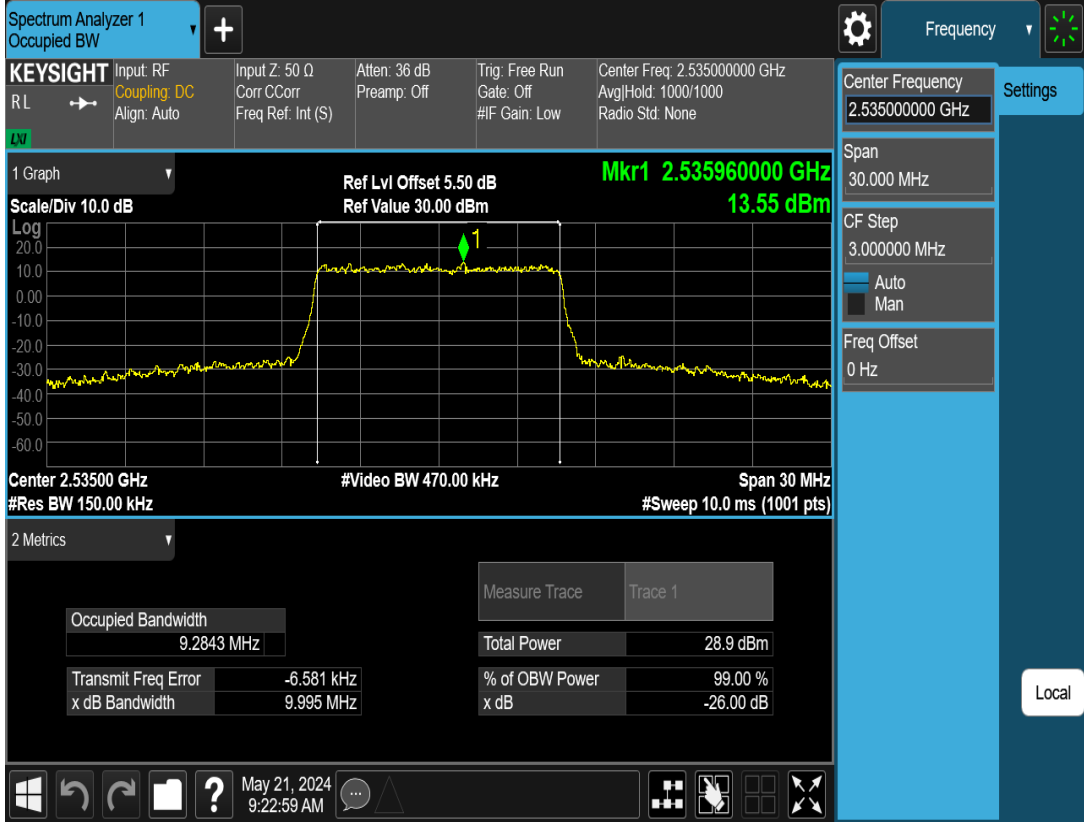 Spectrum Analyzer 1
Occupied BW
+
Frequency
KEYSIGHT
RL
LXI
Input: RF
Coupling: DC
Align: Auto
Input Z: 50 Ω
Corr CCorr
Freq Ref: Int (S)
Atten: 36 dB
Preamp: Off
Trig: Free Run
Gate: Off
#IF Gain: Low
Center Freq: 2.535000000 GHz
Avg|Hold: 1000/1000
Radio Std: None
Center Frequency
2.535000000 GHz
Settings
Span
30.000 MHz
CF Step
3.000000 MHz
Auto
Man
Freq Offset
0 Hz
Local
1 Graph
Scale/Div 10.0 dB
Ref Lvl Offset 5.50 dB
Ref Value 30.00 dBm
Mkr1 2.535960000 GHz
13.55 dBm
Log
1
20.0
10.0
0.00
-10.0
-20.0
-30.0
-40.0
-50.0
-60.0
Center 2.53500 GHz
#Video BW 470.00 kHz
Span 30 MHz
#Res BW 150.00 kHz
#Sweep 10.0 ms (1001 pts)
2 Metrics
Measure Trace Trace 1
Occupied Bandwidth
9.2843 MHz
Total Power 28.9 dBm
Transmit Freq Error -6.581 kHz
% of OBW Power 99.00 %
x dB Bandwidth 9.995 MHz
x dB -26.00 dB
?
May 21, 2024
9:22:59 AM